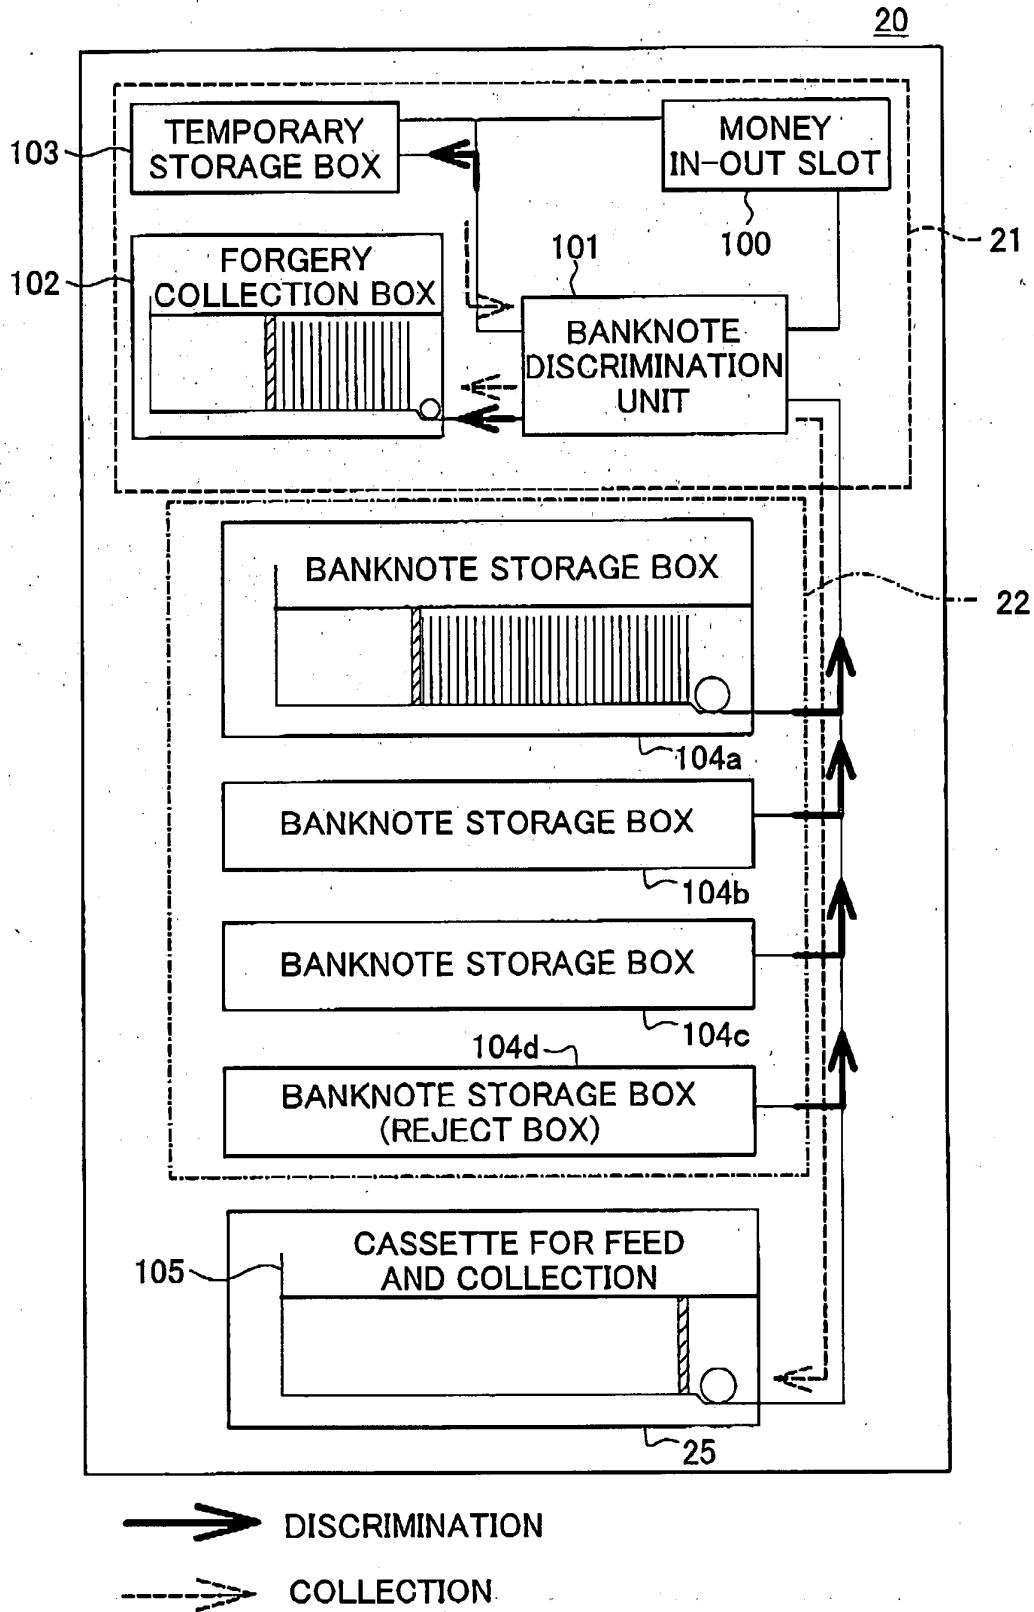 20
TEMPORARY
STORAGE BOX
103
MONEY
IN-OUT SLOT
100
21
101
102
FORGERY
COLLECTION BOX
BANKNOTE
DISCRIMINATION
UNIT
BANKNOTE STORAGE BOX
22
104a
BANKNOTE STORAGE BOX
104b
BANKNOTE STORAGE BOX
104c
104d
BANKNOTE STORAGE BOX
(REJECT BOX)
CASSETTE FOR FEED
AND COLLECTION
105
25
DISCRIMINATION
COLLECTION